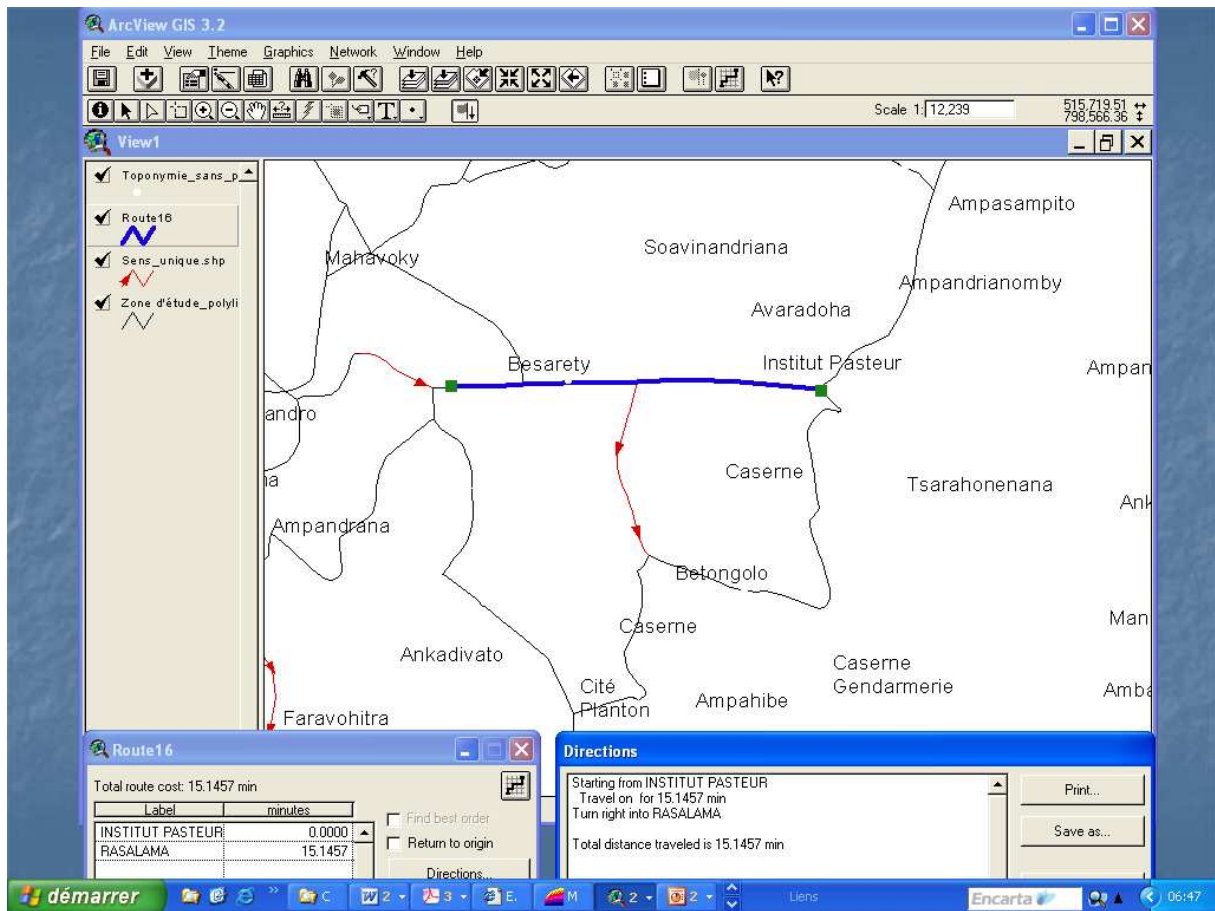 ArcView GIS 3.2
File Edit View Theme Graphics Network Window Help
Scale 1: 12,239
515,719.51
798,566.36
View1
Toponymie_sans_p
Route16
Sens_unique.shp
Zone d'étude_polyli
Ampasampito
Soavinandriana
Mahavoky
Ampandrianomby
Avaradoha
Besarety
Institut Pasteur
Ampan
andro
Caserne
na
Tsarahonenana
Ank
Ampandrana
Betongolo
Man
Caserne
Ankadivato
Caserne
Gendarmerie
Cité
Planton
Ampahibe
Amba
Faravohitra
Route16
Total route cost: 15.1457 min
Label minutes
INSTITUT PASTEUR 0.0000
RASALAMA 15.1457
Find best order
Return to origin
Directions...
Directions
Starting from INSTITUT PASTEUR
Travel on for 15.1457 min
Turn right into RASALAMA
Total distance traveled is 15.1457 min
Print...
Save as...
démarrer
C
2
3
E.
M
2
2
Liens
Encarta
06:47